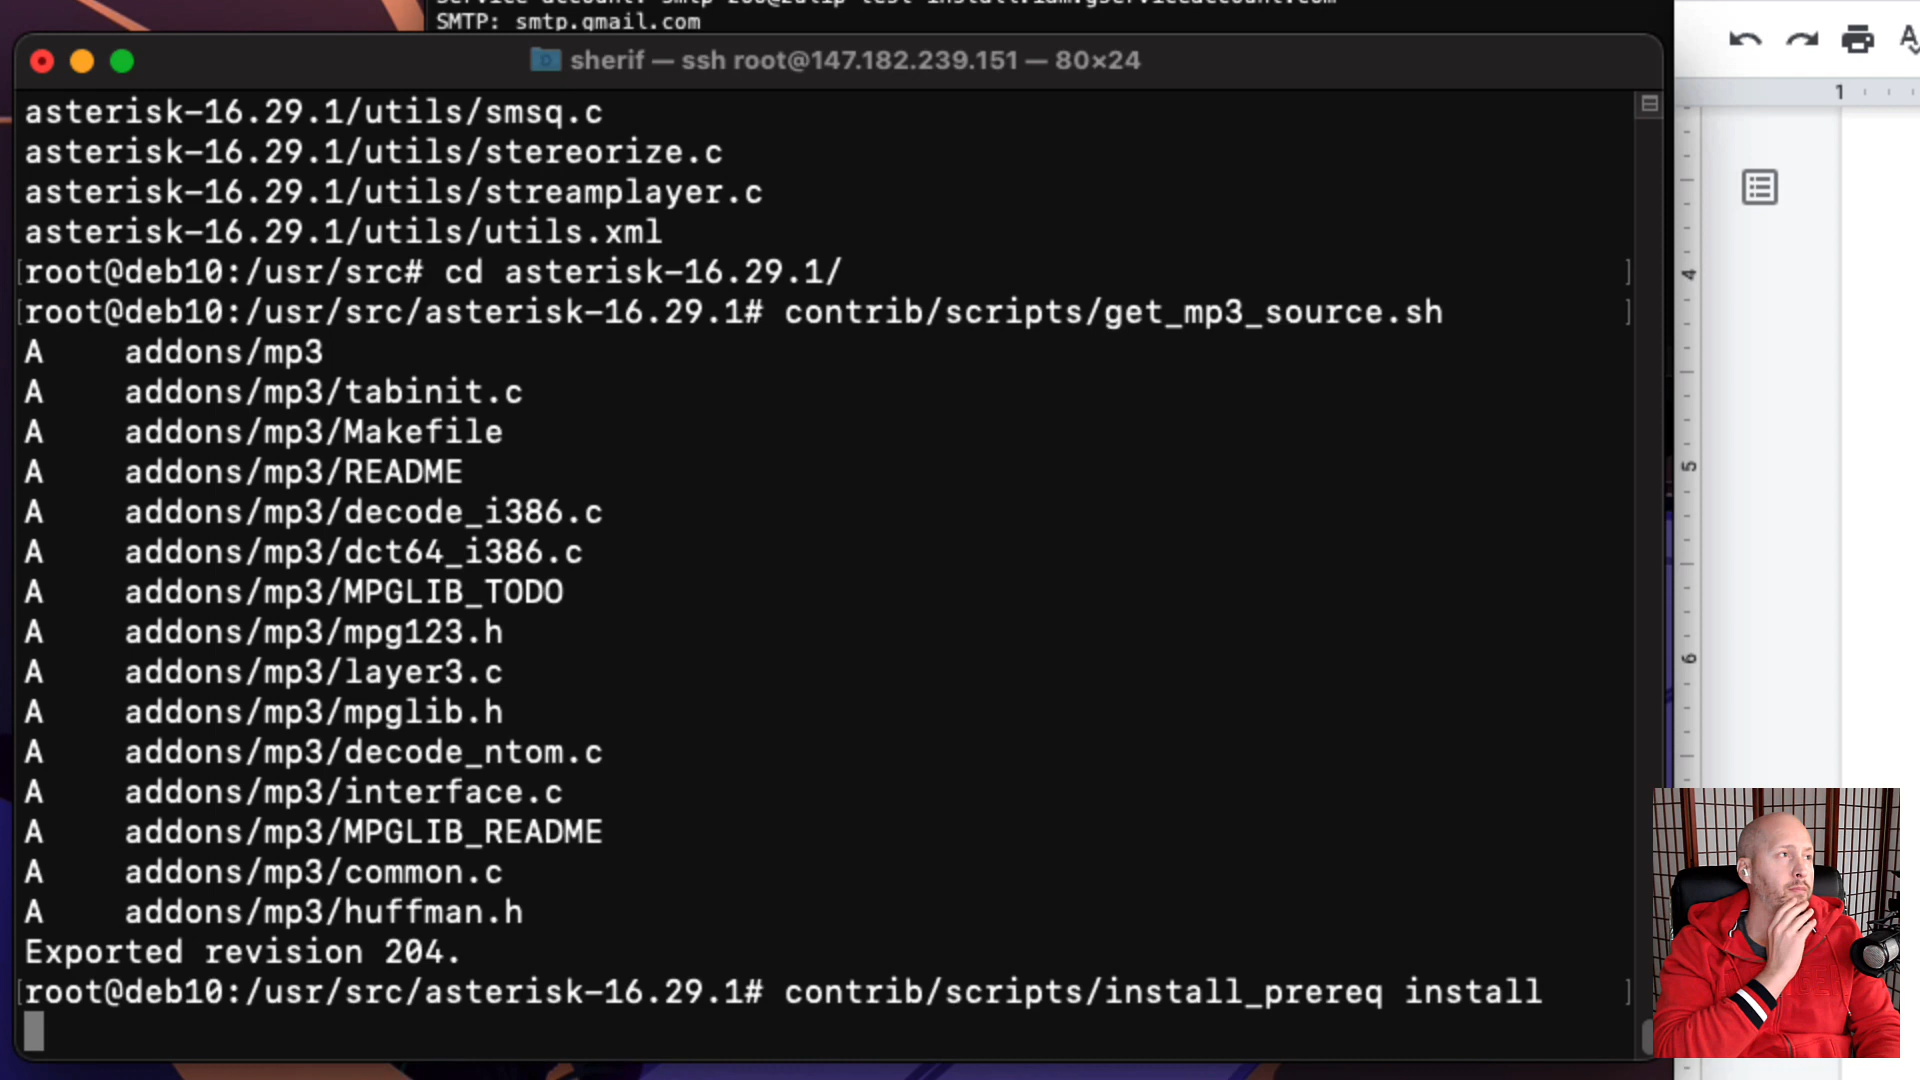 SMTP: smtp.gmail.com
sherif — ssh root@147.182.239.151 — 80×24
asterisk-16.29.1/utils/smsq.c
asterisk-16.29.1/utils/stereorize.c
asterisk-16.29.1/utils/streamplayer.c
asterisk-16.29.1/utils/utils.xml
[root@deb10:/usr/src# cd asterisk-16.29.1/ ]
[root@deb10:/usr/src/asterisk-16.29.1# contrib/scripts/get_mp3_source.sh ]
A addons/mp3
A addons/mp3/tabinit.c
A addons/mp3/Makefile
A addons/mp3/README
A addons/mp3/decode_i386.c
A addons/mp3/dct64_i386.c
A addons/mp3/MPGLIB_TODO
A addons/mp3/mpg123.h
A addons/mp3/layer3.c
A addons/mp3/mpglib.h
A addons/mp3/decode_ntom.c
A addons/mp3/interface.c
A addons/mp3/MPGLIB_README
A addons/mp3/common.c
A addons/mp3/huffman.h
Exported revision 204.
[root@deb10:/usr/src/asterisk-16.29.1# contrib/scripts/install_prereq install ]
1
4
5
6